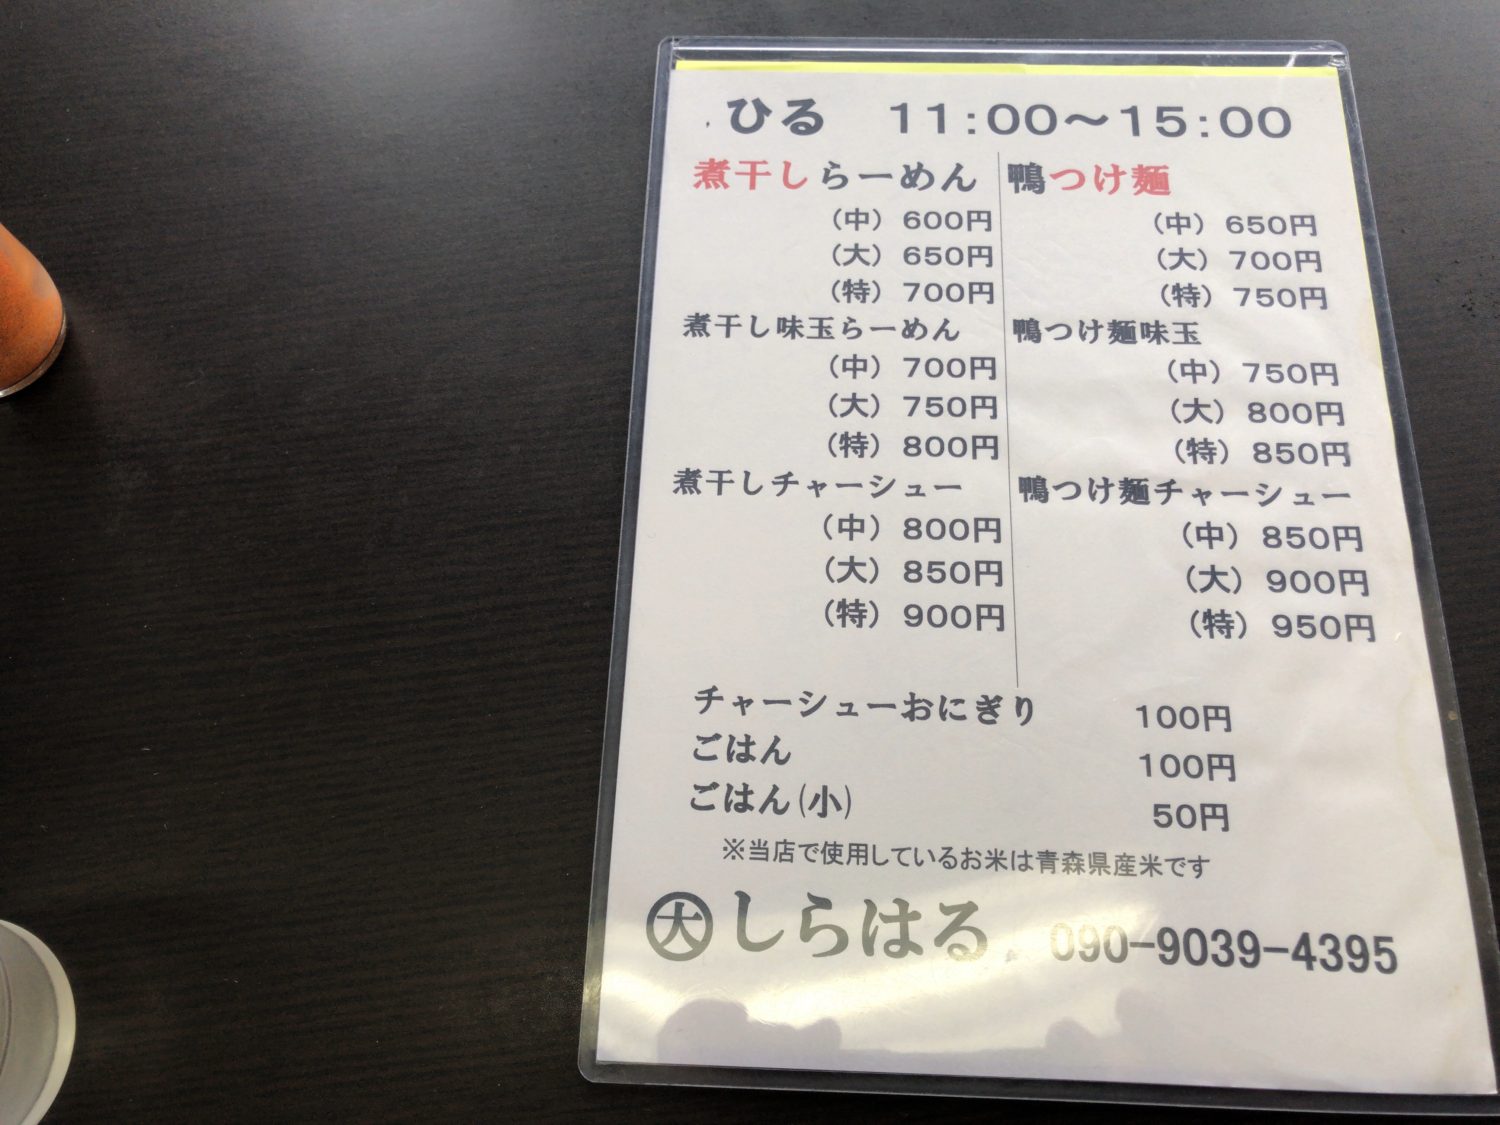 ひる 11:00～15:00
煮干しらーめん
(中) 600円
(大) 650円
(特) 700円
煮干し味玉らーめん
(中) 700円
(大) 750円
(特) 800円
煮干しチャーシュー
(中) 800円
(大) 850円
(特) 900円
鴨つけ麺
(中) 650円
(大) 700円
(特) 750円
鴨つけ麺味玉
(中) 750円
(大) 800円
(特) 850円
鴨つけ麺チャーシュー
(中) 850円
(大) 900円
(特) 950円
チャーシューおにぎり 100円
ごはん 100円
ごはん(小) 50円
※当店で使用しているお米は青森県産米です
大 しらはる 090-9039-4395